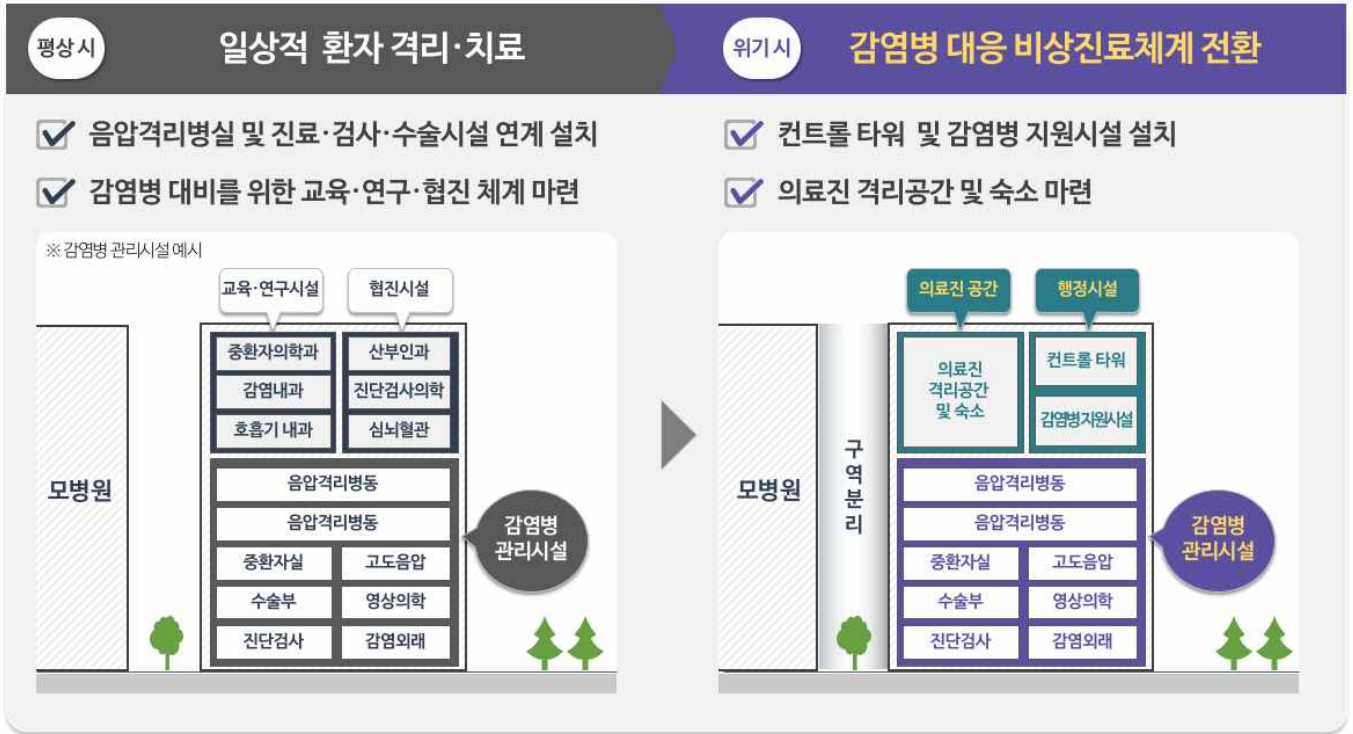 평상 시
일상적 환자 격리·치료
음압격리병실 및 진료·검사·수술시설 연계 설치
감염병 대비를 위한 교육·연구·협진 체계 마련
※ 감염병 관리시설 예시
교육·연구시설 협진시설
중환자의학과 산부인과
감염내과 진단검사의학
호흡기 내과 심뇌혈관
모병원
음압격리병동
음압격리병동
중환자실 고도음압
수술부 영상의학
진단검사 감염외래
감염병
관리시설
위기 시
감염병 대응 비상진료체계 전환
컨트롤 타워 및 감염병 지원시설 설치
의료진 격리공간 및 숙소 마련
의료진 공간 행정시설
의료진
격리공간
및 숙소
컨트롤 타워
감염병지원시설
모병원
구
역
분
리
음압격리병동
음압격리병동
중환자실 고도음압
수술부 영상의학
진단검사 감염외래
감염병
관리시설